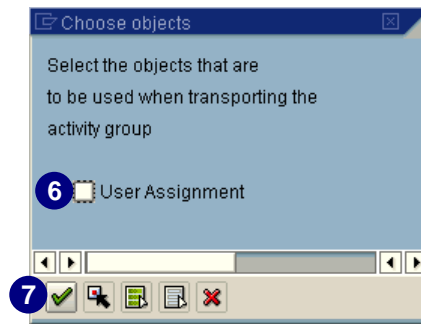 Choose objects
Select the objects that are
to be used when transporting the
activity group
6 User Assignment
7